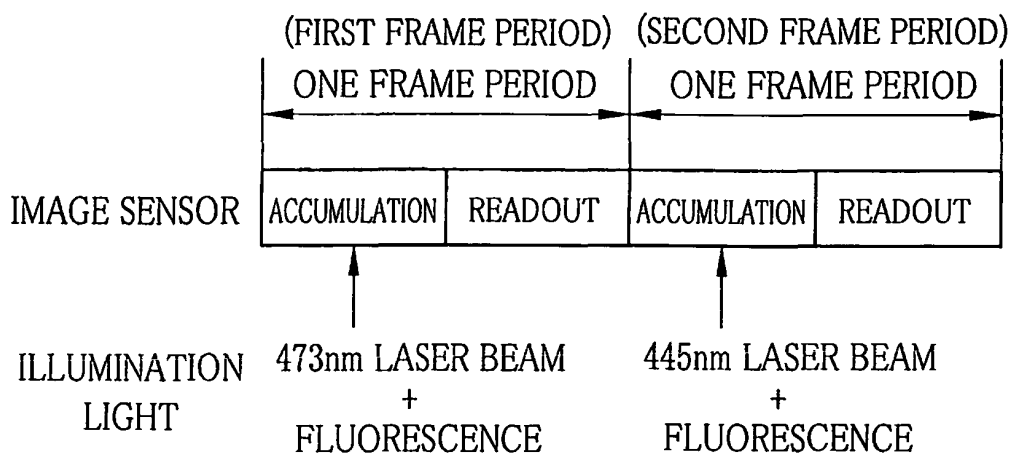 (FIRST FRAME PERIOD) (SECOND FRAME PERIOD)
ONE FRAME PERIOD ONE FRAME PERIOD
IMAGE SENSOR ACCUMULATION READOUT ACCUMULATION READOUT
ILLUMINATION LIGHT
473nm LASER BEAM
+
FLUORESCENCE
445nm LASER BEAM
+
FLUORESCENCE